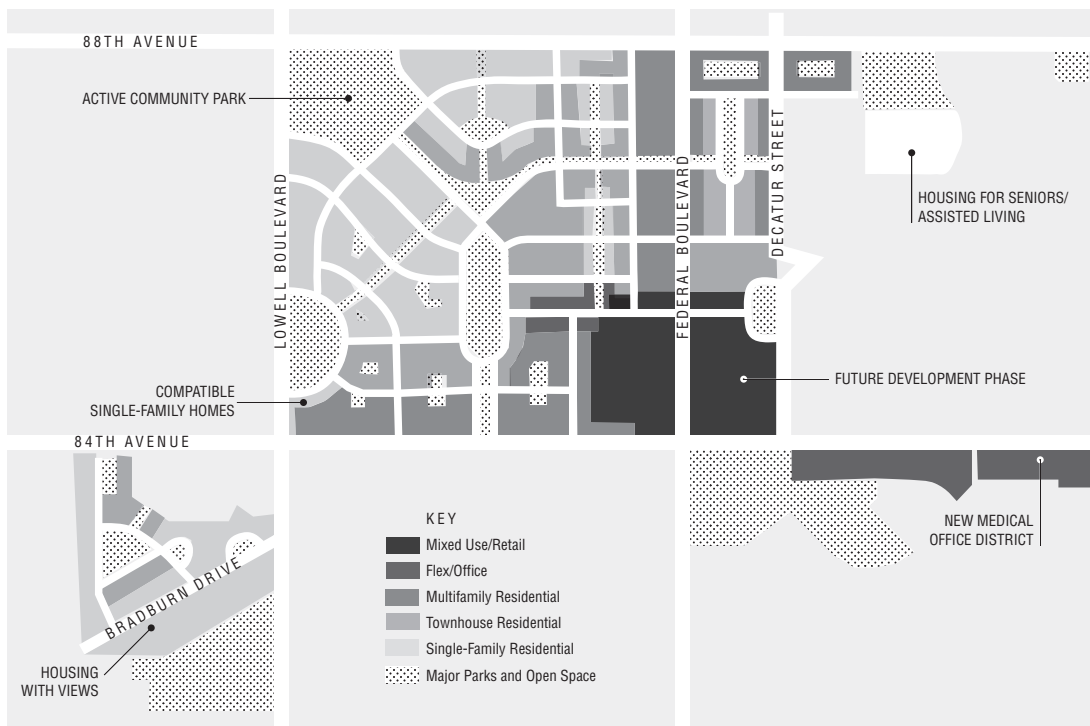 88TH AVENUE
ACTIVE COMMUNITY PARK
LOWELL BOULEVARD
FEDERAL BOULEVARD
DECATUR STREET
HOUSING FOR SENIORS/
ASSISTED LIVING
FUTURE DEVELOPMENT PHASE
COMPATIBLE
SINGLE-FAMILY HOMES
84TH AVENUE
BRADBURN DRIVE
HOUSING
WITH VIEWS
NEW MEDICAL
OFFICE DISTRICT
KEY
Mixed Use/Retail
Flex/Office
Multifamily Residential
Townhouse Residential
Single-Family Residential
Major Parks and Open Space